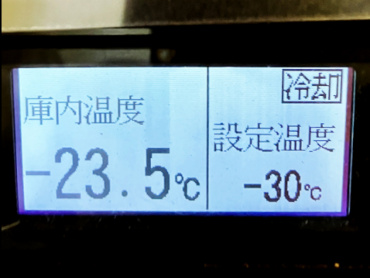 庫内温度
-23.5℃
冷却
設定温度
-30℃